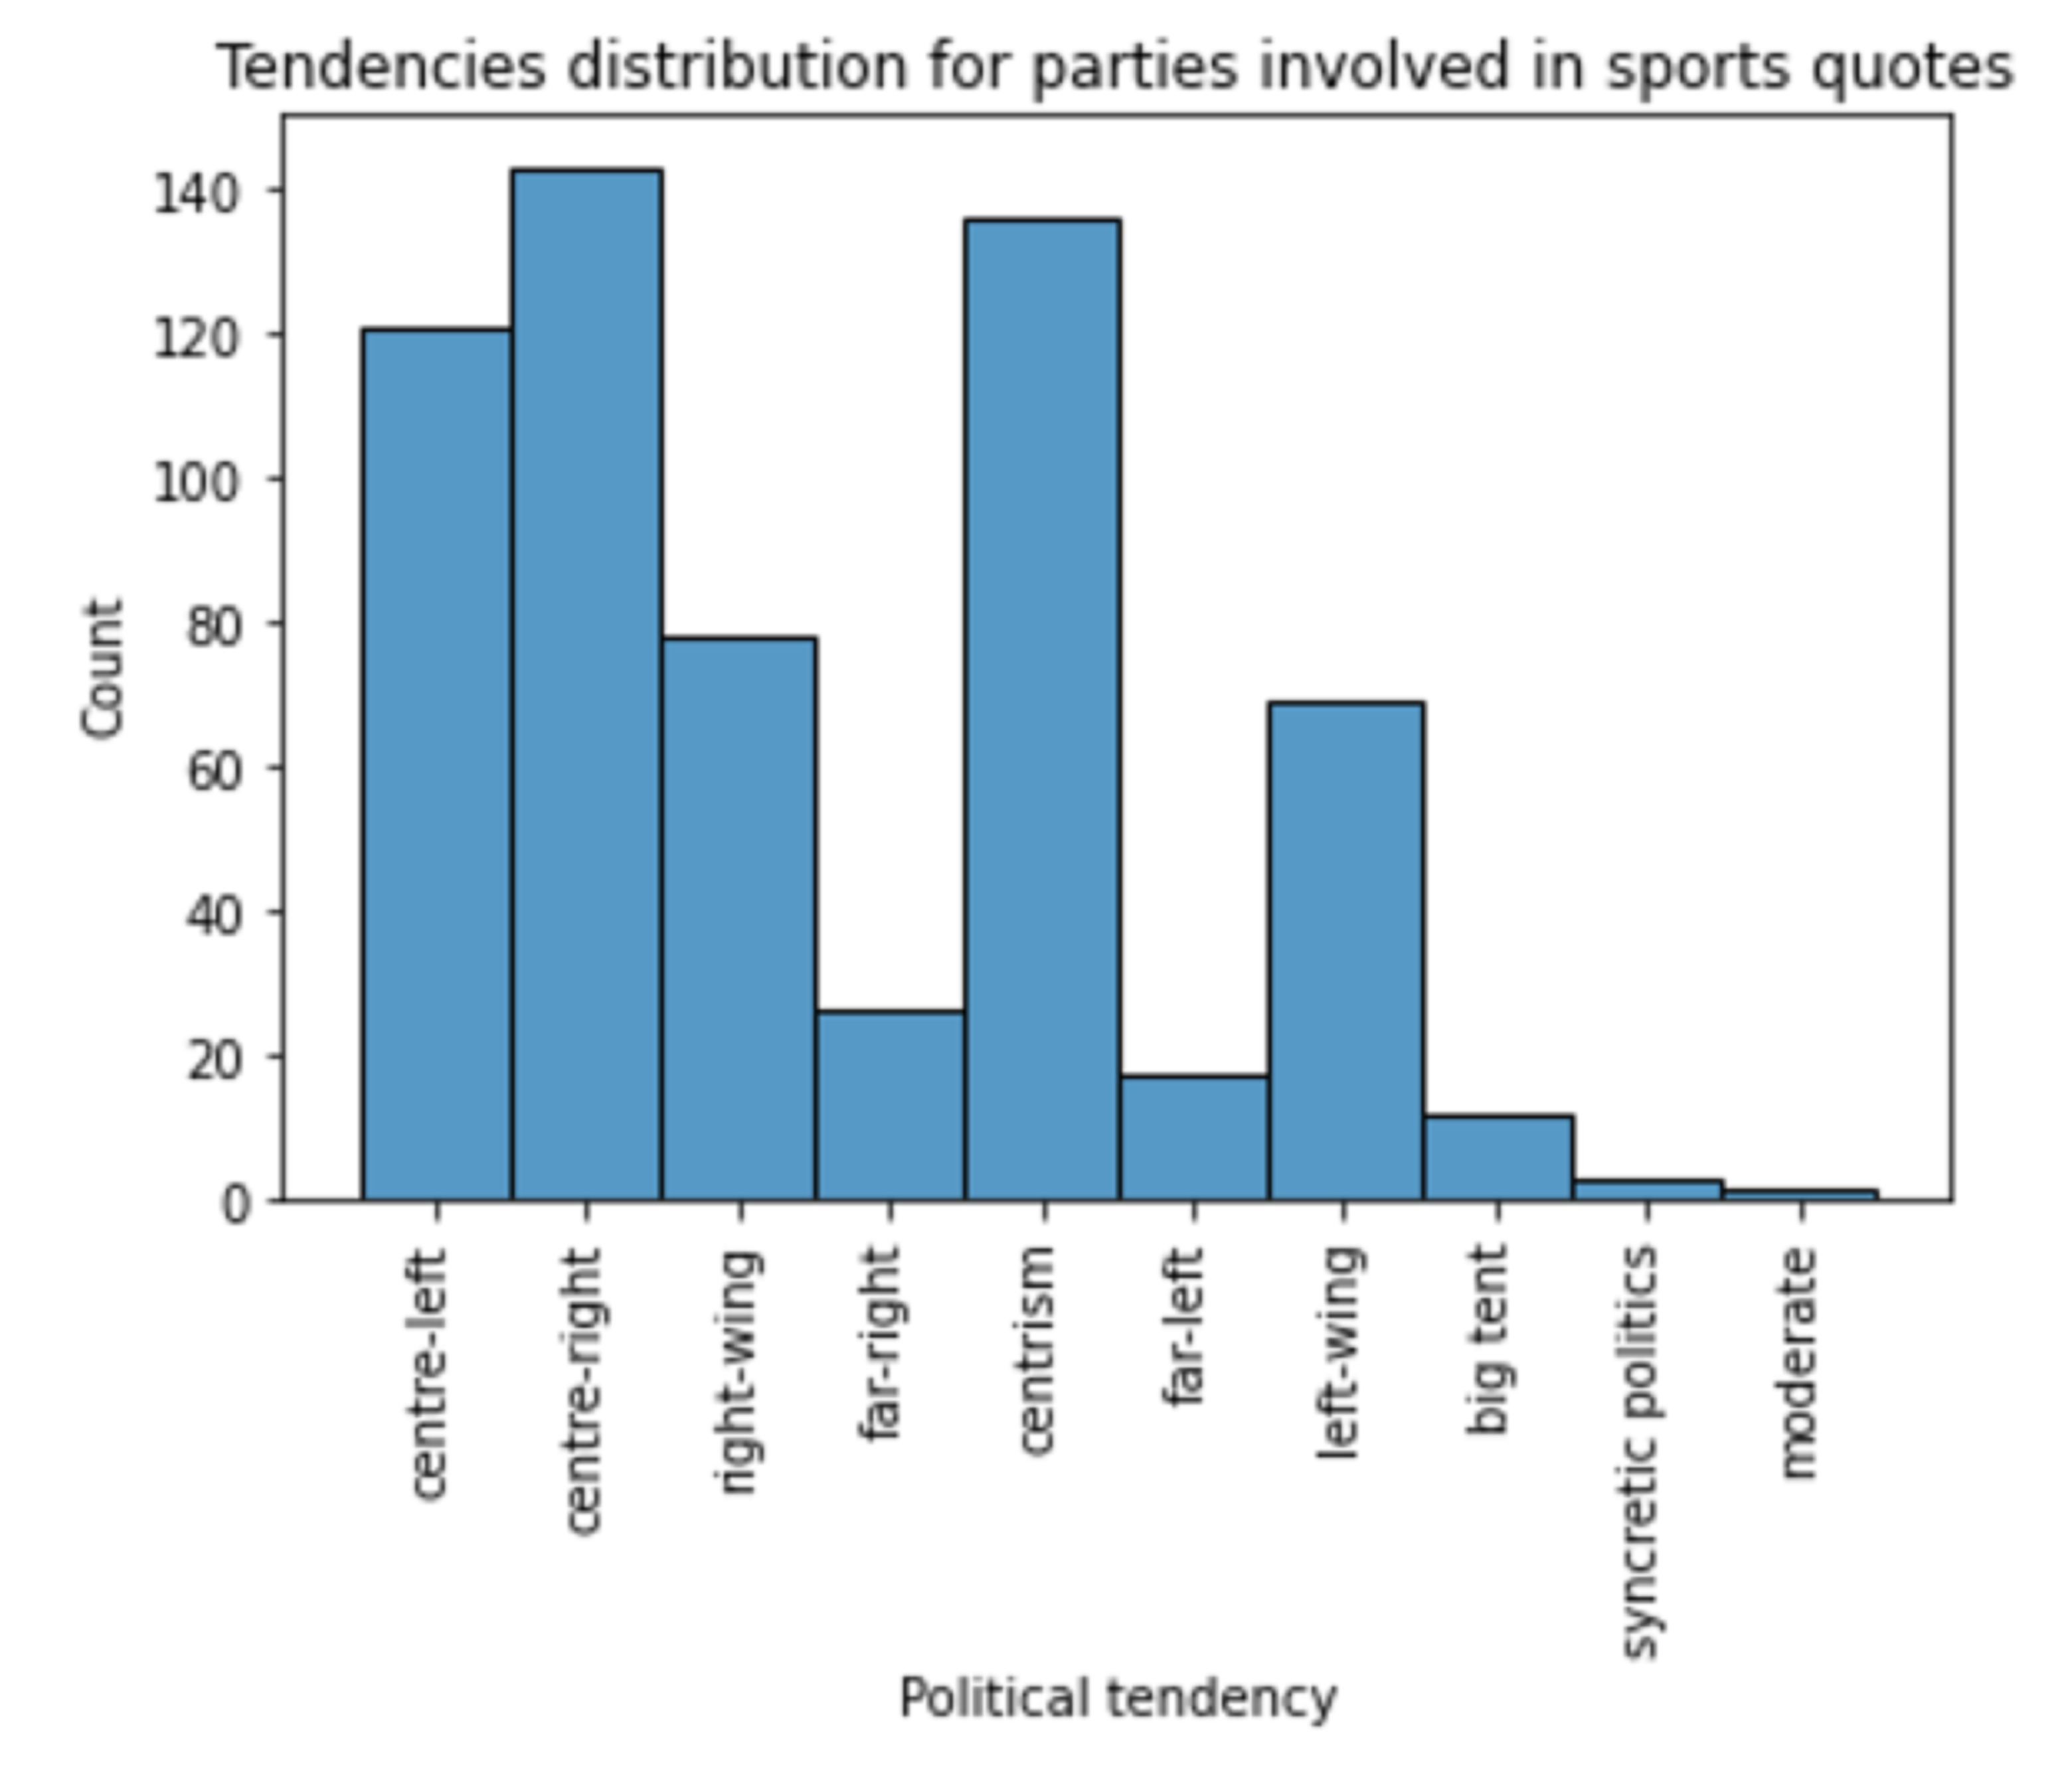 Tendencies distribution for parties involved in sports quotes
140
120
100
80
60
40
20
0
Count
centre-left
centre-right
right-wing
far-right
centrism
far-left
left-wing
big tent
syncretic politics
moderate
Political tendency